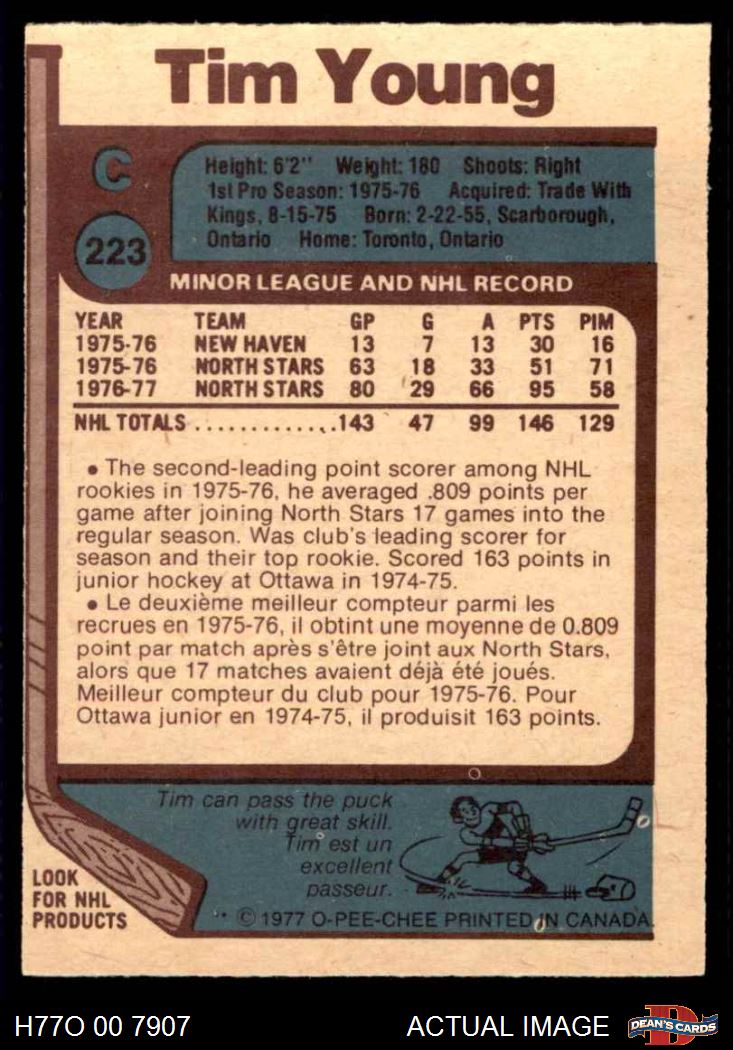 Tim Young
C
223
Height: 6'2" Weight: 180 Shoots: Right
1st Pro Season: 1975-76 Acquired: Trade With
Kings, 8-15-75 Born: 2-22-55, Scarborough,
Ontario Home: Toronto, Ontario
MINOR LEAGUE AND NHL RECORD
YEAR TEAM GP G A PTS PIM
1975-76 NEW HAVEN 13 7 13 30 16
1975-76 NORTH STARS 63 18 33 51 71
1976-77 NORTH STARS 80 29 66 95 58
NHL TOTALS .............143 47 99 146 129
• The second-leading point scorer among NHL
rookies in 1975-76, he averaged .809 points per
game after joining North Stars 17 games into the
regular season. Was club's leading scorer for
season and their top rookie. Scored 163 points in
junior hockey at Ottawa in 1974-75.
• Le deuxième meilleur compteur parmi les
recrues en 1975-76, il obtint une moyenne de 0.809
point par match après s'être joint aux North Stars,
alors que 17 matches avaient déjà été joués.
Meilleur compteur du club pour 1975-76. Pour
Ottawa junior en 1974-75, il produisit 163 points.
Tim can pass the puck
with great skill.
Tim est un
excellent
passeur.
LOOK
FOR NHL
PRODUCTS
** © 1977 O-PEE-CHEE PRINTED IN CANADA
H77O 00 7907
ACTUAL IMAGE
D
DEAN'S CARDS